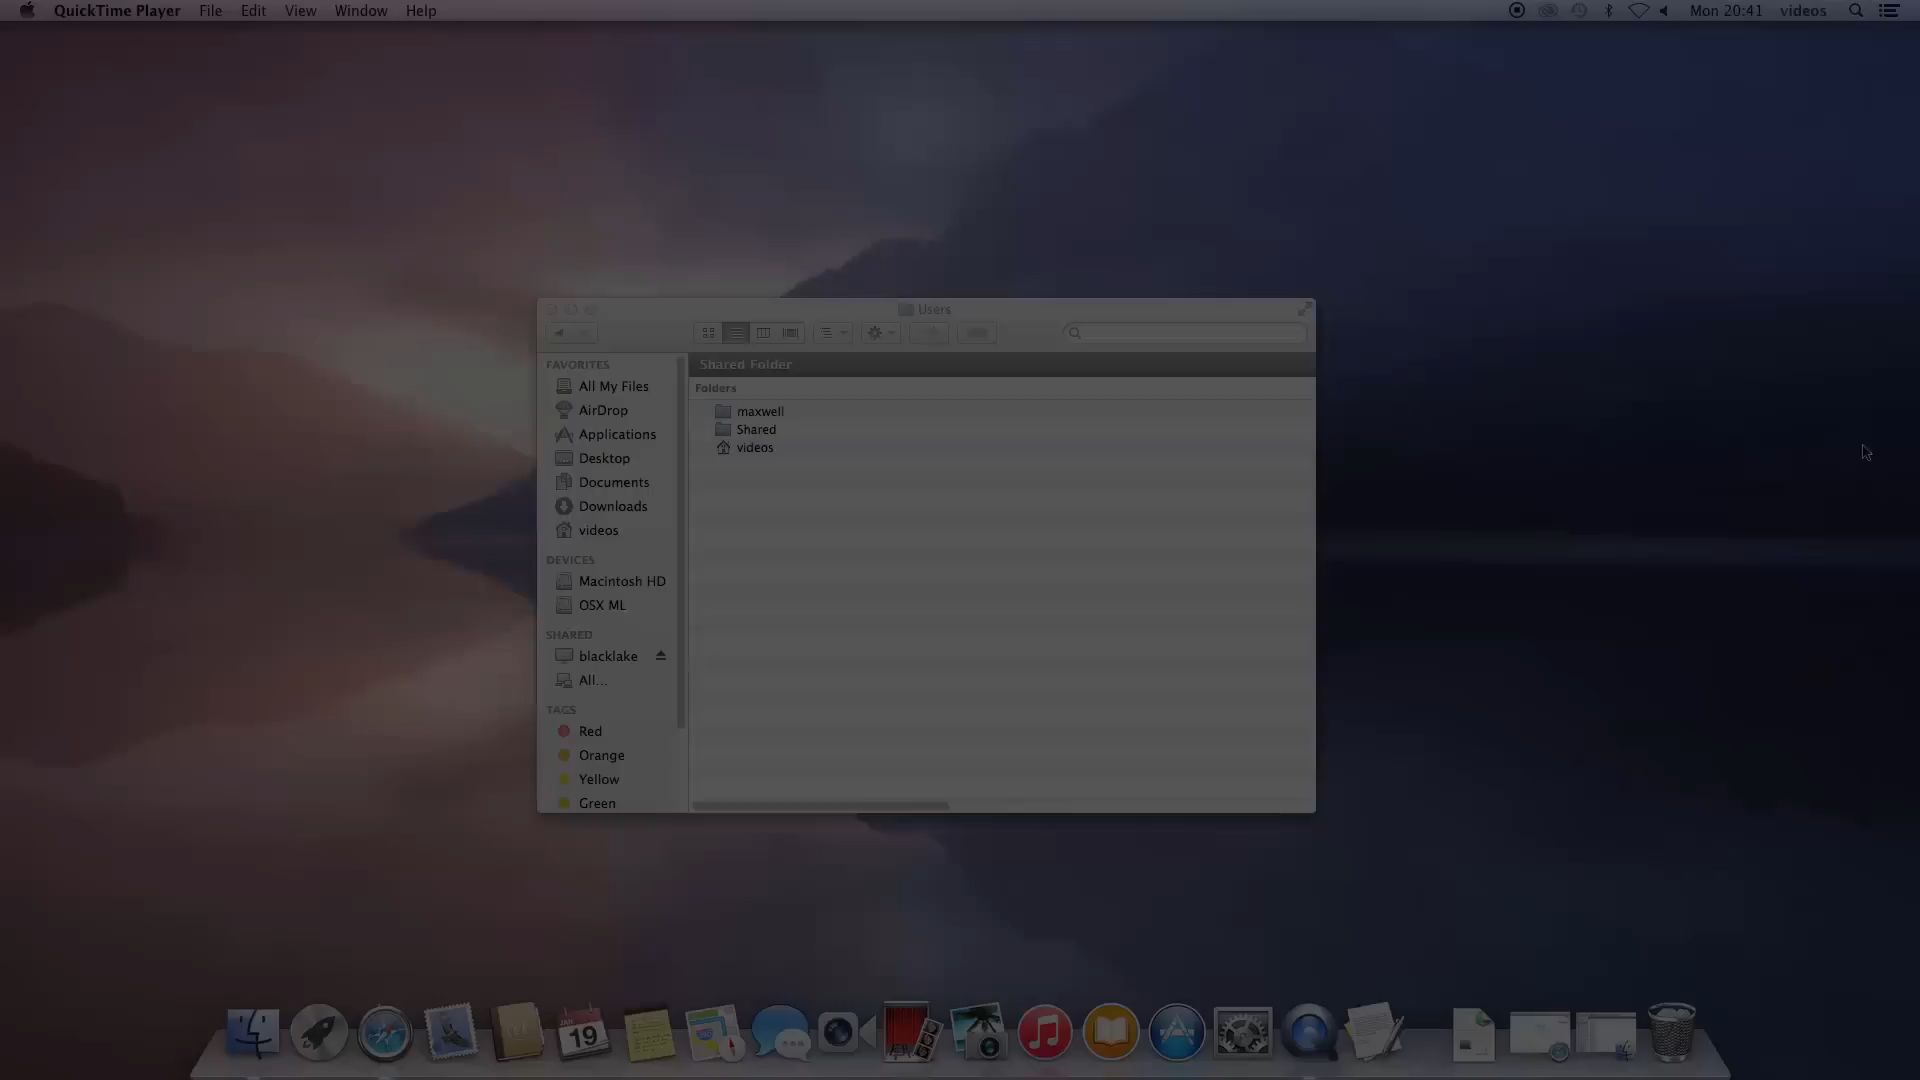 QuickTime Player File Edit View Window Help Mon 20:41 videos
Users
Shared Folder
Folders
maxwell
Shared
videos
FAVORITES
All My Files
AirDrop
Applications
Desktop
Documents
Downloads
videos
DEVICES
Macintosh HD
OSX ML
SHARED
blacklake
All...
TAGS
Red
Orange
Yellow
Green
JAN
19